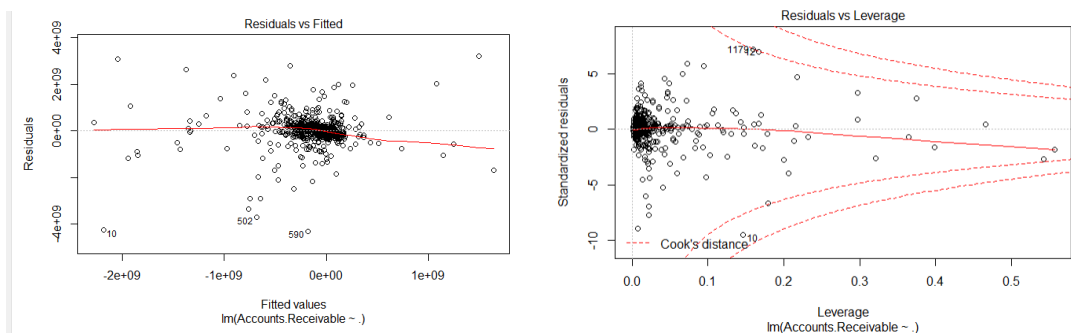 Residuals vs Fitted
Residuals
4e+09
2e+09
0e+00
-4e+09
10
502
590
-2e+09
-1e+09
0e+00
1e+09
Fitted values
lm(Accounts.Receivable ~ .)
Residuals vs Leverage
Standardized residuals
5
0
-5
-10
1179
12
10
Cook's distance
0.0
0.1
0.2
0.3
0.4
0.5
Leverage
lm(Accounts.Receivable ~ .)